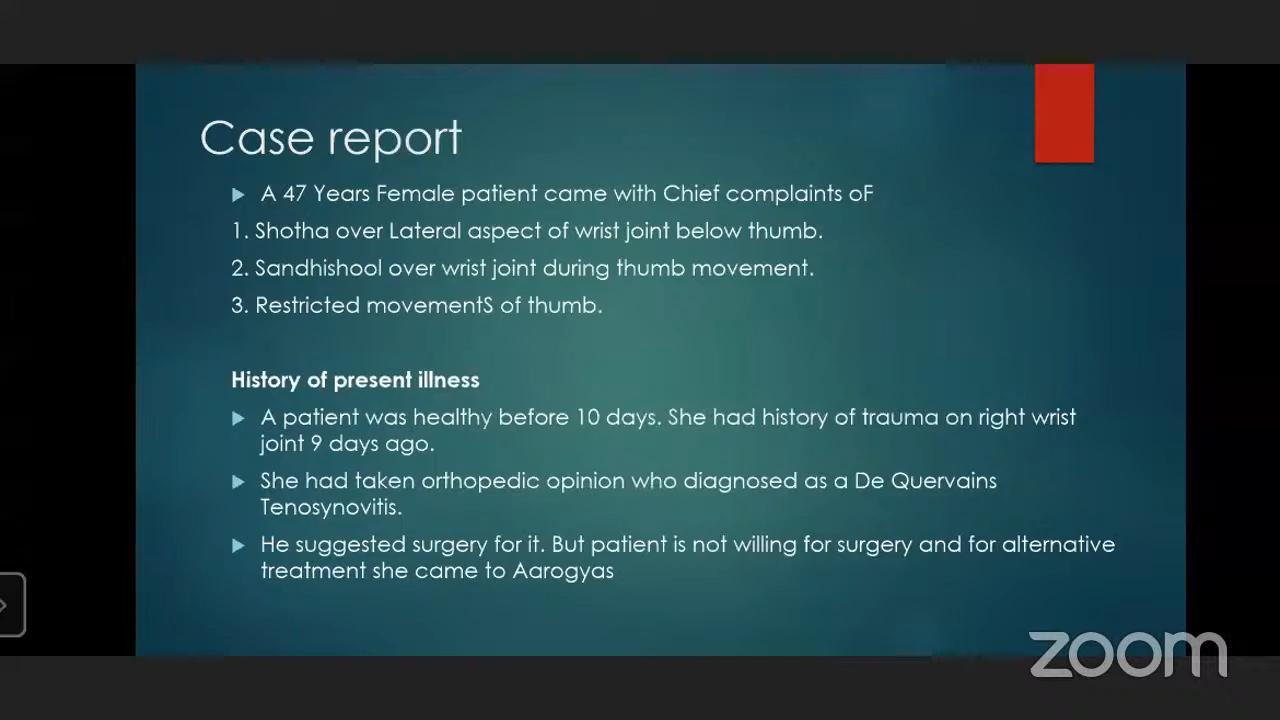 Case report
A 47 Years Female patient came with Chief complaints oF
1. Shotha over Lateral aspect of wrist joint below thumb.
2. Sandhishool over wrist joint during thumb movement.
3. Restricted movementS of thumb.
History of present illness
A patient was healthy before 10 days. She had history of trauma on right wrist
joint 9 days ago.
She had taken orthopedic opinion who diagnosed as a De Quervains
Tenosynovitis.
He suggested surgery for it. But patient is not willing for surgery and for alternative
treatment she came to Aarogyas
zoom